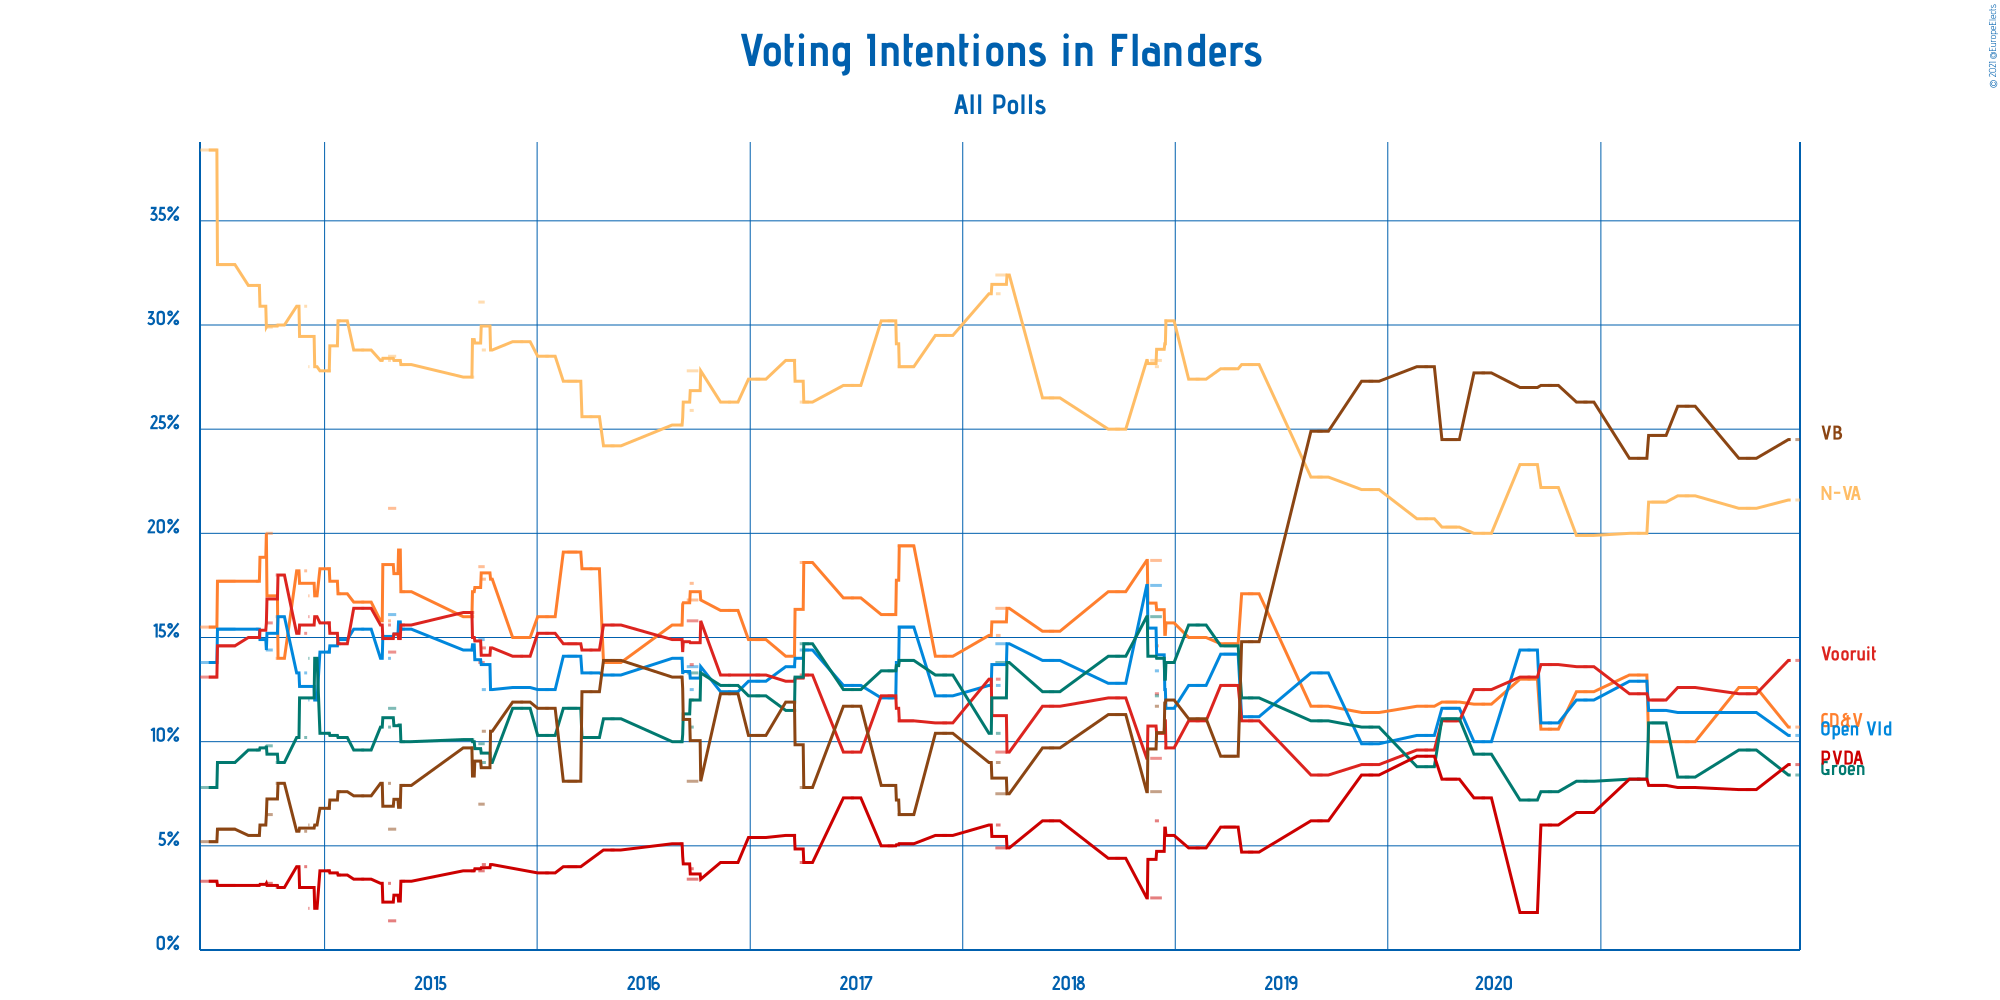 © 2021 @EuropeElects
Voting Intentions in Flanders
All Polls
35%
30%
25%
20%
15%
10%
5%
0%
VB
N-VA
Vooruit
CD&V
Open Vld
PVDA
Groen
2015
2016
2017
2018
2019
2020